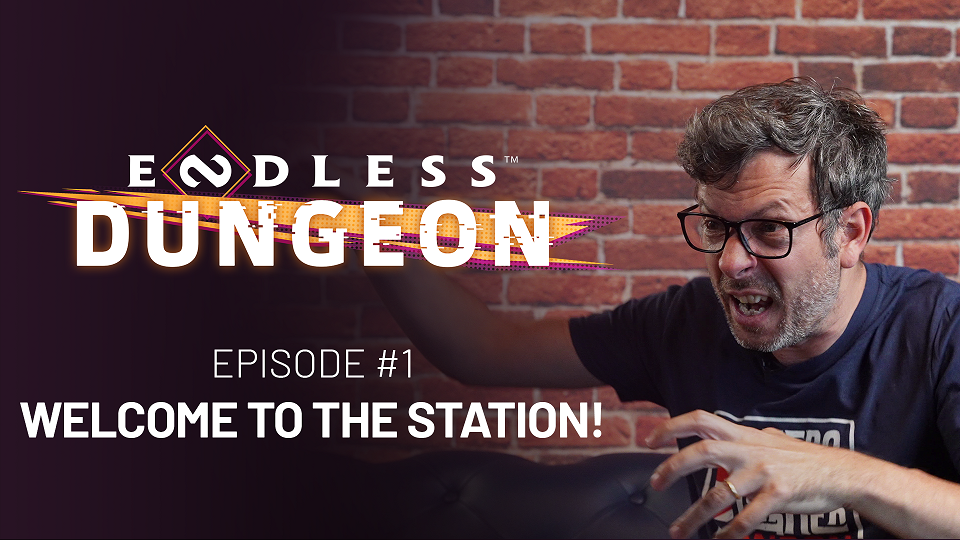 ENDLESS™
DUNGEON
EPISODE #1
WELCOME TO THE STATION!